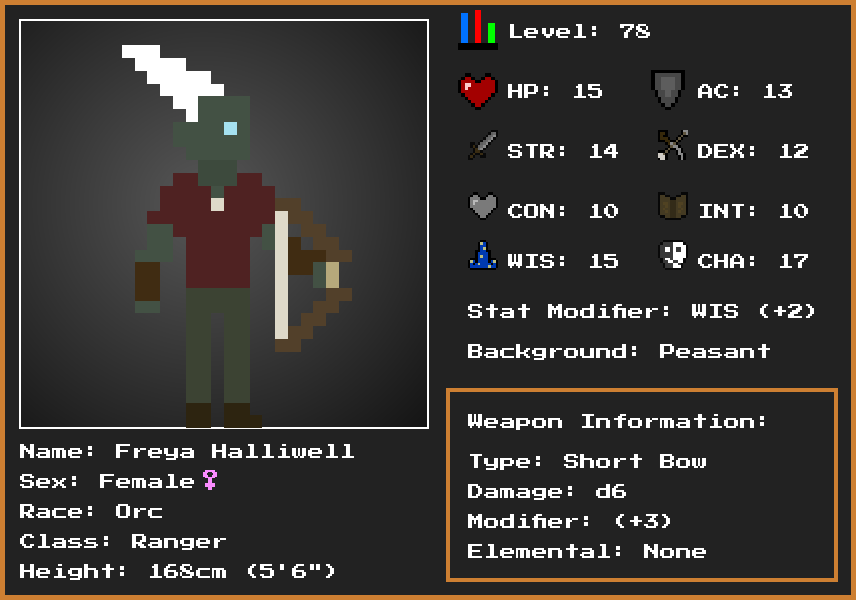 Level: 78
HP: 15 AC: 13
STR: 14 DEX: 12
CON: 10 INT: 10
WIS: 15 CHA: 17
Stat Modifier: WIS (+2)
Background: Peasant
Weapon Information:
Type: Short Bow
Damage: d6
Modifier: (+3)
Elemental: None
Name: Freya Halliwell
Sex: Female♀
Race: Orc
Class: Ranger
Height: 168cm (5'6")